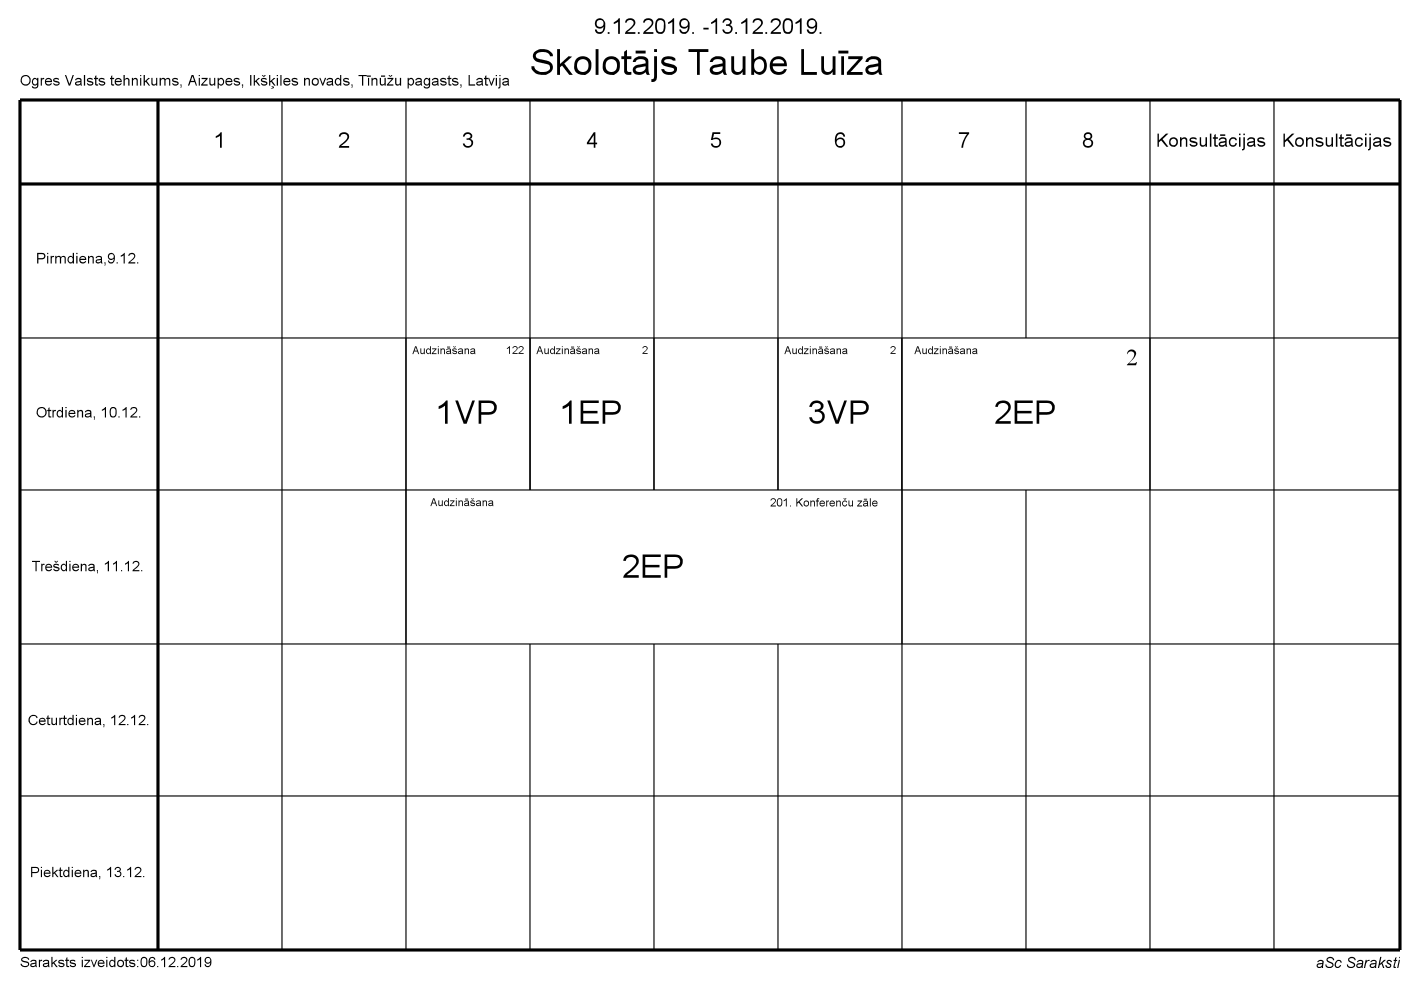 9.12.2019. -13.12.2019.
Skolotājs Taube Luīza
Ogres Valsts tehnikums, Aizupes, Ikšķiles novads, Tīnūžu pagasts, Latvija
1 2 3 4 5 6 7 8 Konsultācijas Konsultācijas
Pirmdiena,9.12.
Audzināšana 122 Audzināšana 2 Audzināšana 2 Audzināšana 2
Otrdiena, 10.12. 1VP 1EP 3VP 2EP
Audzināšana 201. Konferenču zāle
Trešdiena, 11.12. 2EP
Ceturtdiena, 12.12.
Piektdiena, 13.12.
Saraksts izveidots:06.12.2019 aSc Saraksti